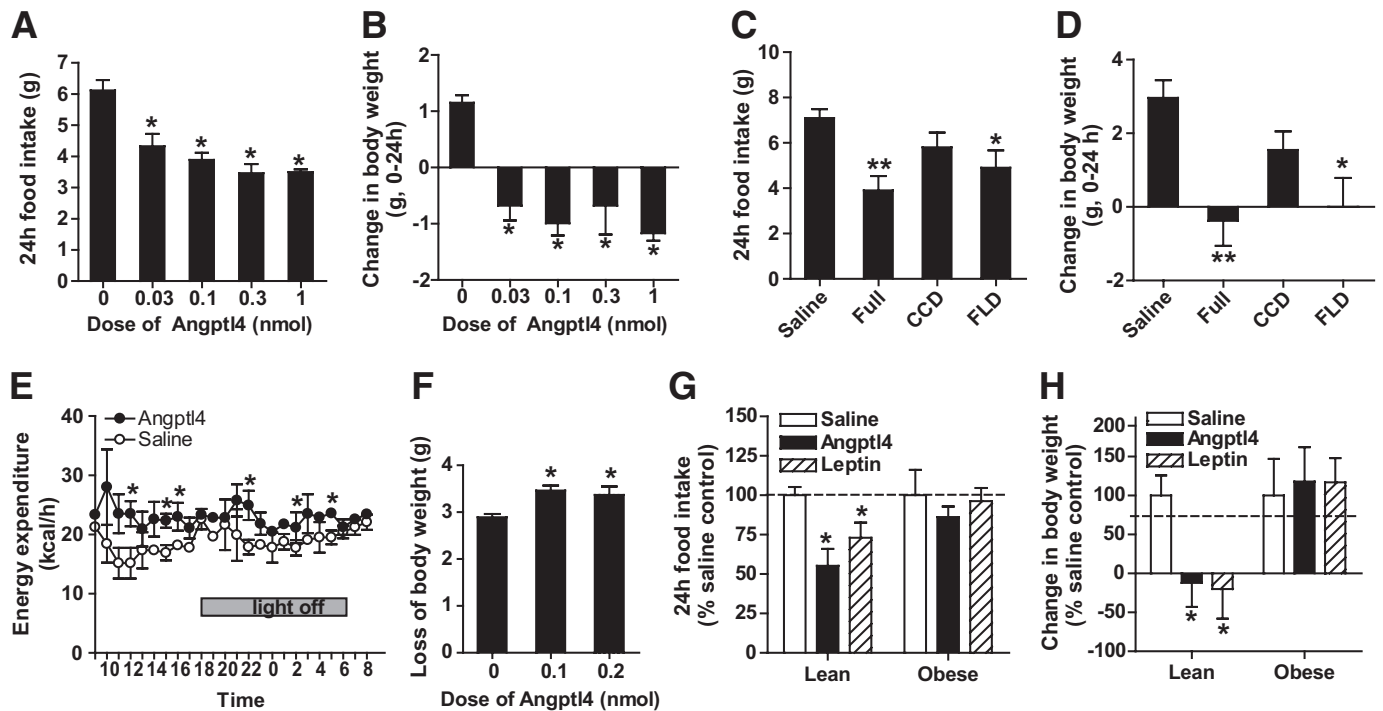 A
24h food intake (g)
7
6
5
4
3
2
1
0
* * * *
0 0.03 0.1 0.3 1
Dose of Angptl4 (nmol)
B
Change in body weight
(g, 0-24h)
2
1
0
-1
-2
* * * *
0 0.03 0.1 0.3 1
Dose of Angptl4 (nmol)
C
24h food intake (g)
10
8
6
4
2
0
** *
Saline Full CCD FLD
D
Change in body weight
(g, 0-24 h)
4
2
0
-2
** *
Saline Full CCD FLD
E
Energy expenditure
(kcal/h)
40
30
20
10
0
Angptl4
Saline
* * * * * *
light off
10 12 14 16 18 20 22 0 2 4 6 8
Time
F
Loss of body weight (g)
4
3
2
1
0
* *
0 0.1 0.2
Dose of Angptl4 (nmol)
G
24h food intake
(% saline control)
150
125
100
75
50
25
0
Saline
Angptl4
Leptin
* *
Lean Obese
H
Change in body weight
(% saline control)
200
150
100
50
0
-50
-100
Saline
Angptl4
Leptin
* *
Lean Obese